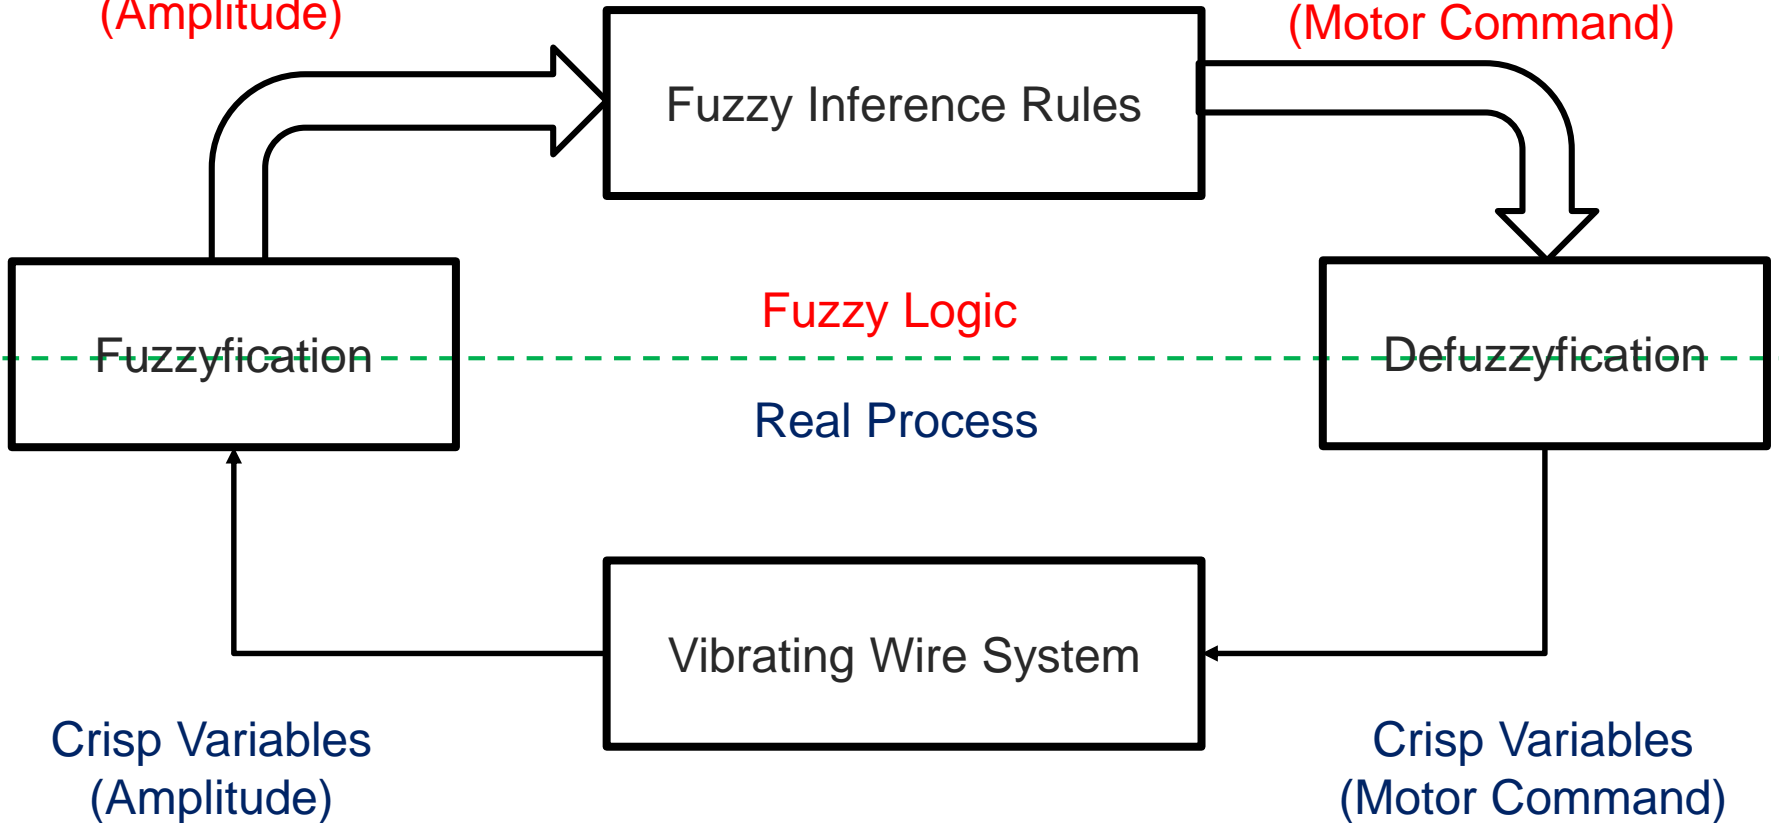 (Amplitude)
(Motor Command)
Fuzzy Inference Rules
Fuzzy Logic
Fuzzyfication
Defuzzyfication
Real Process
Vibrating Wire System
Crisp Variables
(Amplitude)
Crisp Variables
(Motor Command)